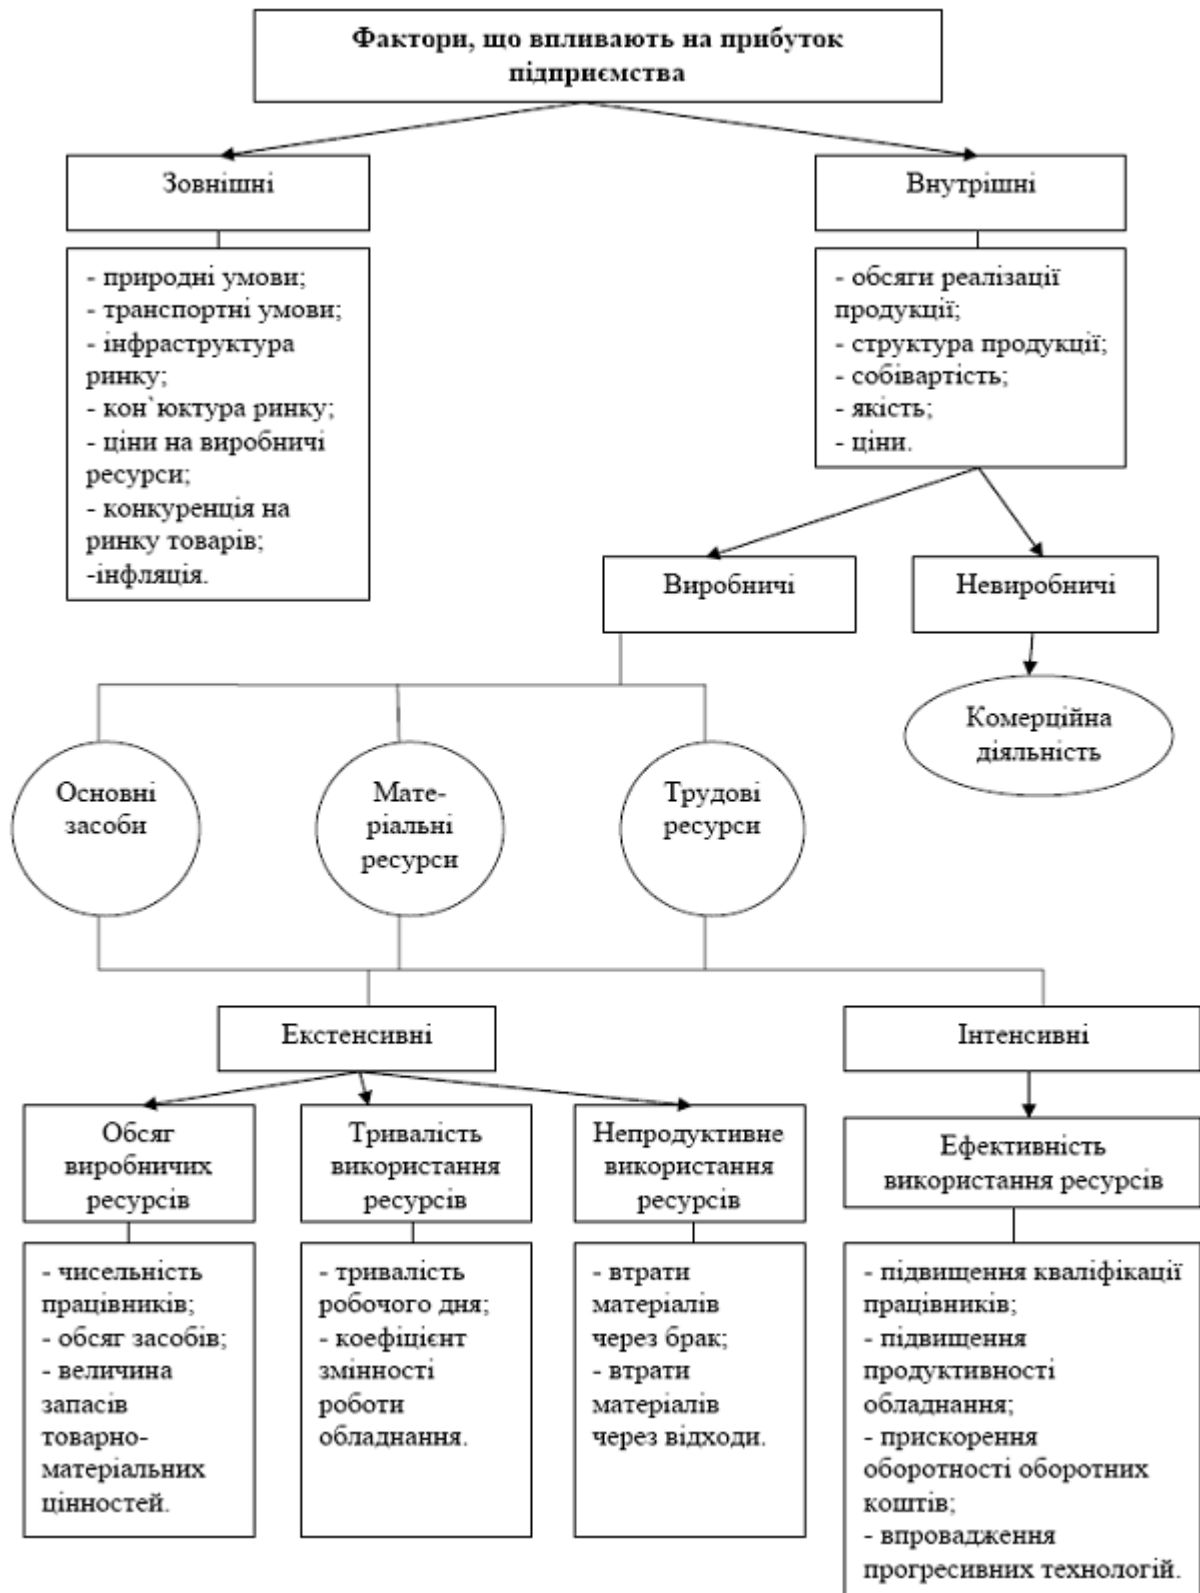 Фактори, що впливають на прибуток
підприємства
Зовнішні
Внутрішні
- природні умови;
- транспортні умови;
- інфраструктура
ринку;
- кон`юктура ринку;
- ціни на виробничі
ресурси;
- конкуренція на
ринку товарів;
-інфляція.
- обсяги реалізації
продукції;
- структура продукції;
- собівартість;
- якість;
- ціни.
Виробничі
Невиробничі
Комерційна
діяльність
Основні
засоби
Мате-
ріальні
ресурси
Трудові
ресурси
Екстенсивні
Інтенсивні
Обсяг
виробничих
ресурсів
Тривалість
використання
ресурсів
Непродуктивне
використання
ресурсів
Ефективність
використання ресурсів
- чисельність
працівників;
- обсяг засобів;
- величина
запасів
товарно-
матеріальних
цінностей.
- тривалість
робочого дня;
- коефіцієнт
змінності
роботи
обладнання.
- втрати
матеріалів
через брак;
- втрати
матеріалів
через відходи.
- підвищення кваліфікації
працівників;
- підвищення
продуктивності
обладнання;
- прискорення
оборотності оборотних
коштів;
- впровадження
прогресивних технологій.